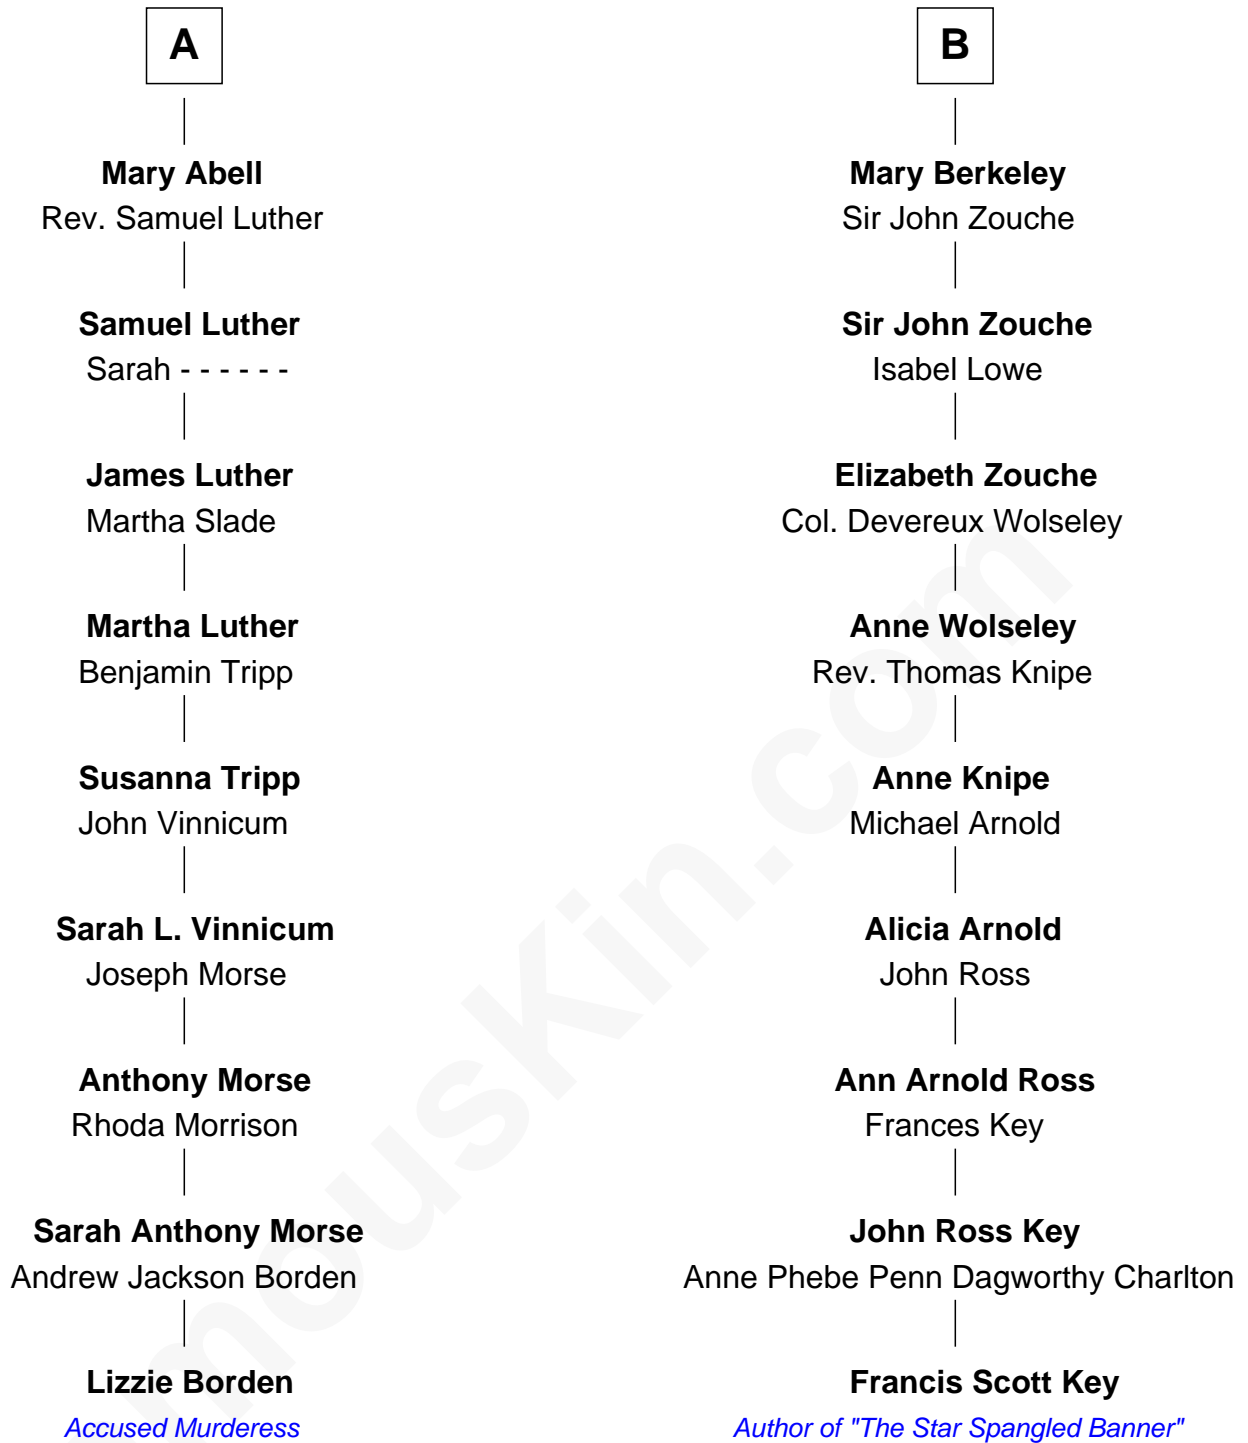 A
Mary Abell
Rev. Samuel Luther
Samuel Luther
Sarah - - - - - -
James Luther
Martha Slade
Martha Luther
Benjamin Tripp
Susanna Tripp
John Vinnicum
Sarah L. Vinnicum
Joseph Morse
Anthony Morse
Rhoda Morrison
Sarah Anthony Morse
Andrew Jackson Borden
Lizzie Borden
Accused Murderess
B
Mary Berkeley
Sir John Zouche
Sir John Zouche
Isabel Lowe
Elizabeth Zouche
Col. Devereux Wolseley
Anne Wolseley
Rev. Thomas Knipe
Anne Knipe
Michael Arnold
Alicia Arnold
John Ross
Ann Arnold Ross
Frances Key
John Ross Key
Anne Phebe Penn Dagworthy Charlton
Francis Scott Key
Author of "The Star Spangled Banner"
mousKin.com